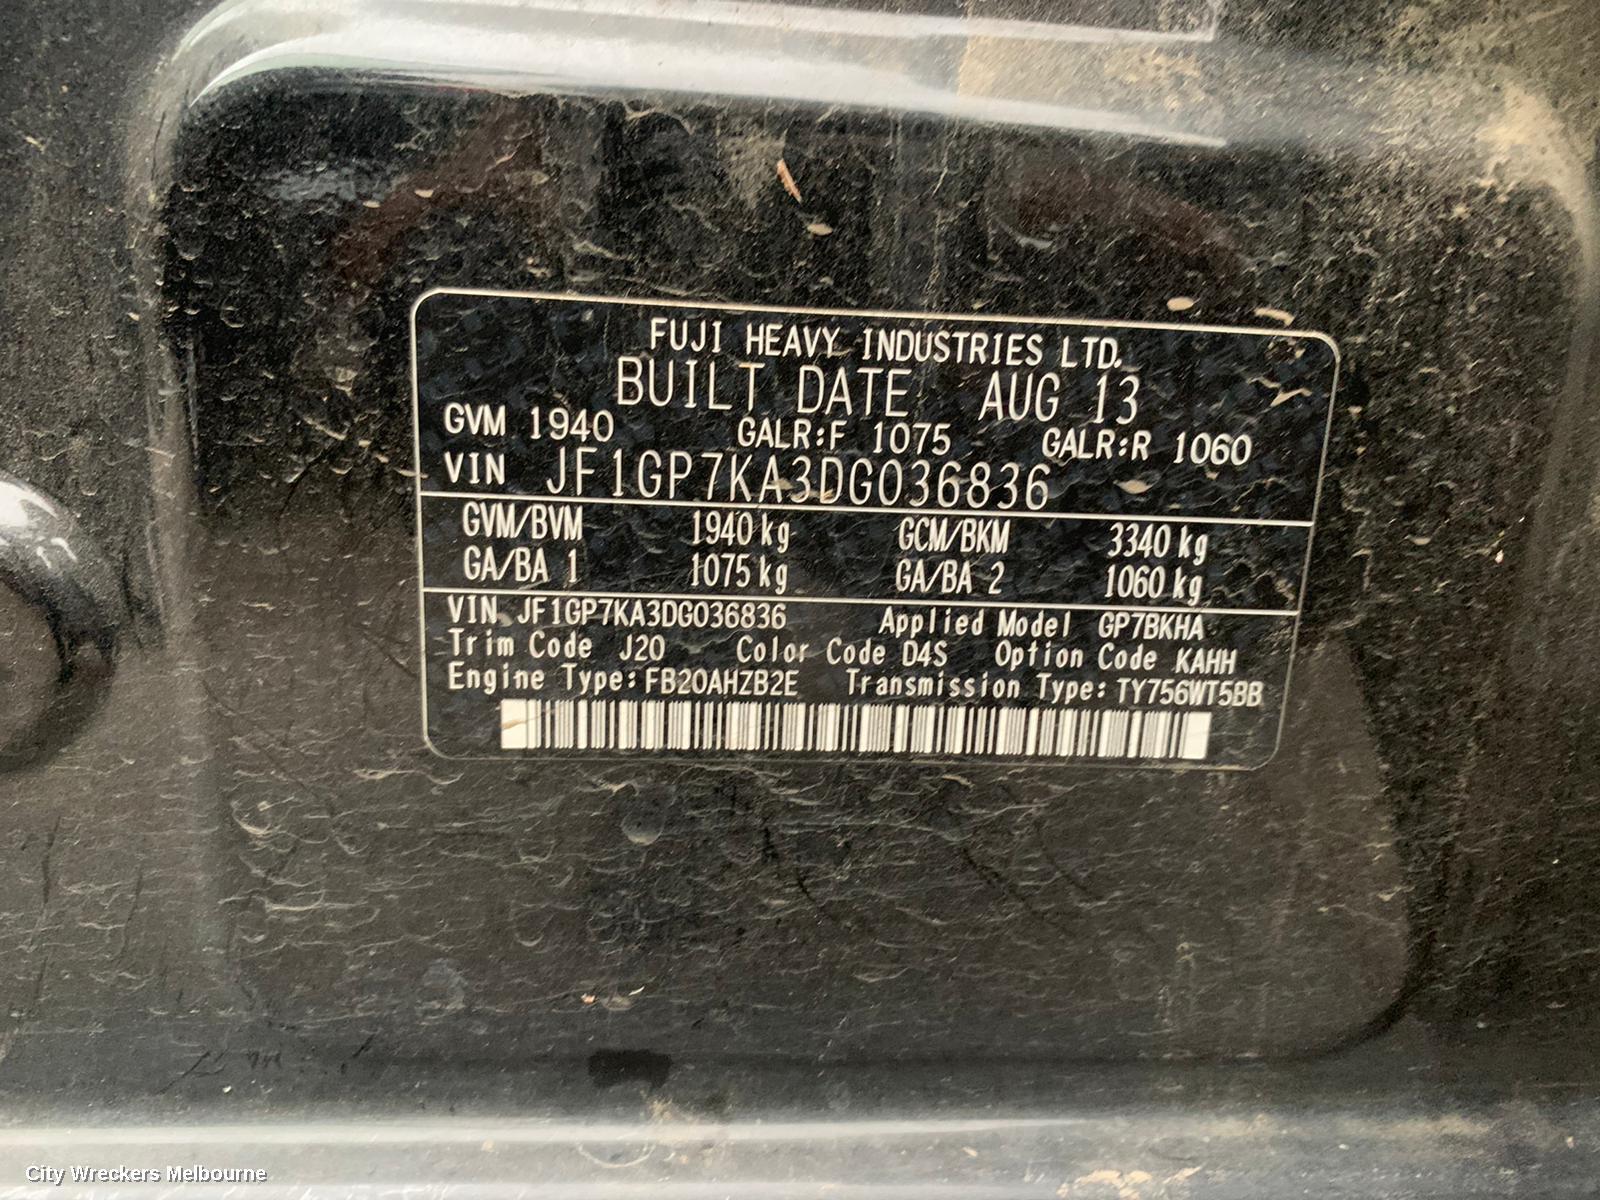 FUJI HEAVY INDUSTRIES LTD.
BUILT DATE AUG 13
GVM 1940 GALR:F 1075 GALR:R 1060
VIN JF1GP7KA3DG036836
GVM/BVM 1940 kg GCM/BKM 3340 kg
GA/BA 1 1075 kg GA/BA 2 1060 kg
VIN JF1GP7KA3DG036836 Applied Model GP7BKHA
Trim Code J20 Color Code D4S Option Code KAHH
Engine Type: FB20AHZB2E Transmission Type: TY756WT5BB
City Wreckers Melbourne